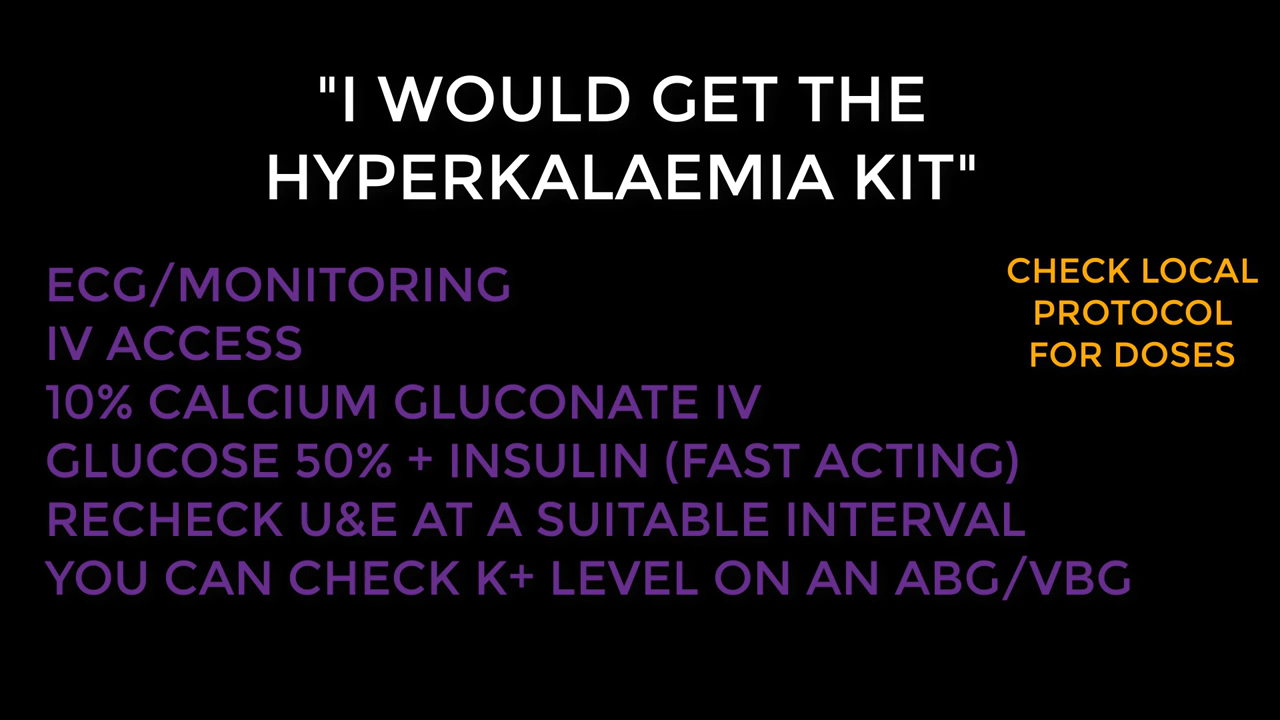 "I WOULD GET THE
HYPERKALAEMIA KIT"
ECG/MONITORING
IV ACCESS
10% CALCIUM GLUCONATE IV
GLUCOSE 50% + INSULIN (FAST ACTING)
RECHECK U&E AT A SUITABLE INTERVAL
YOU CAN CHECK K+ LEVEL ON AN ABG/VBG
CHECK LOCAL
PROTOCOL
FOR DOSES